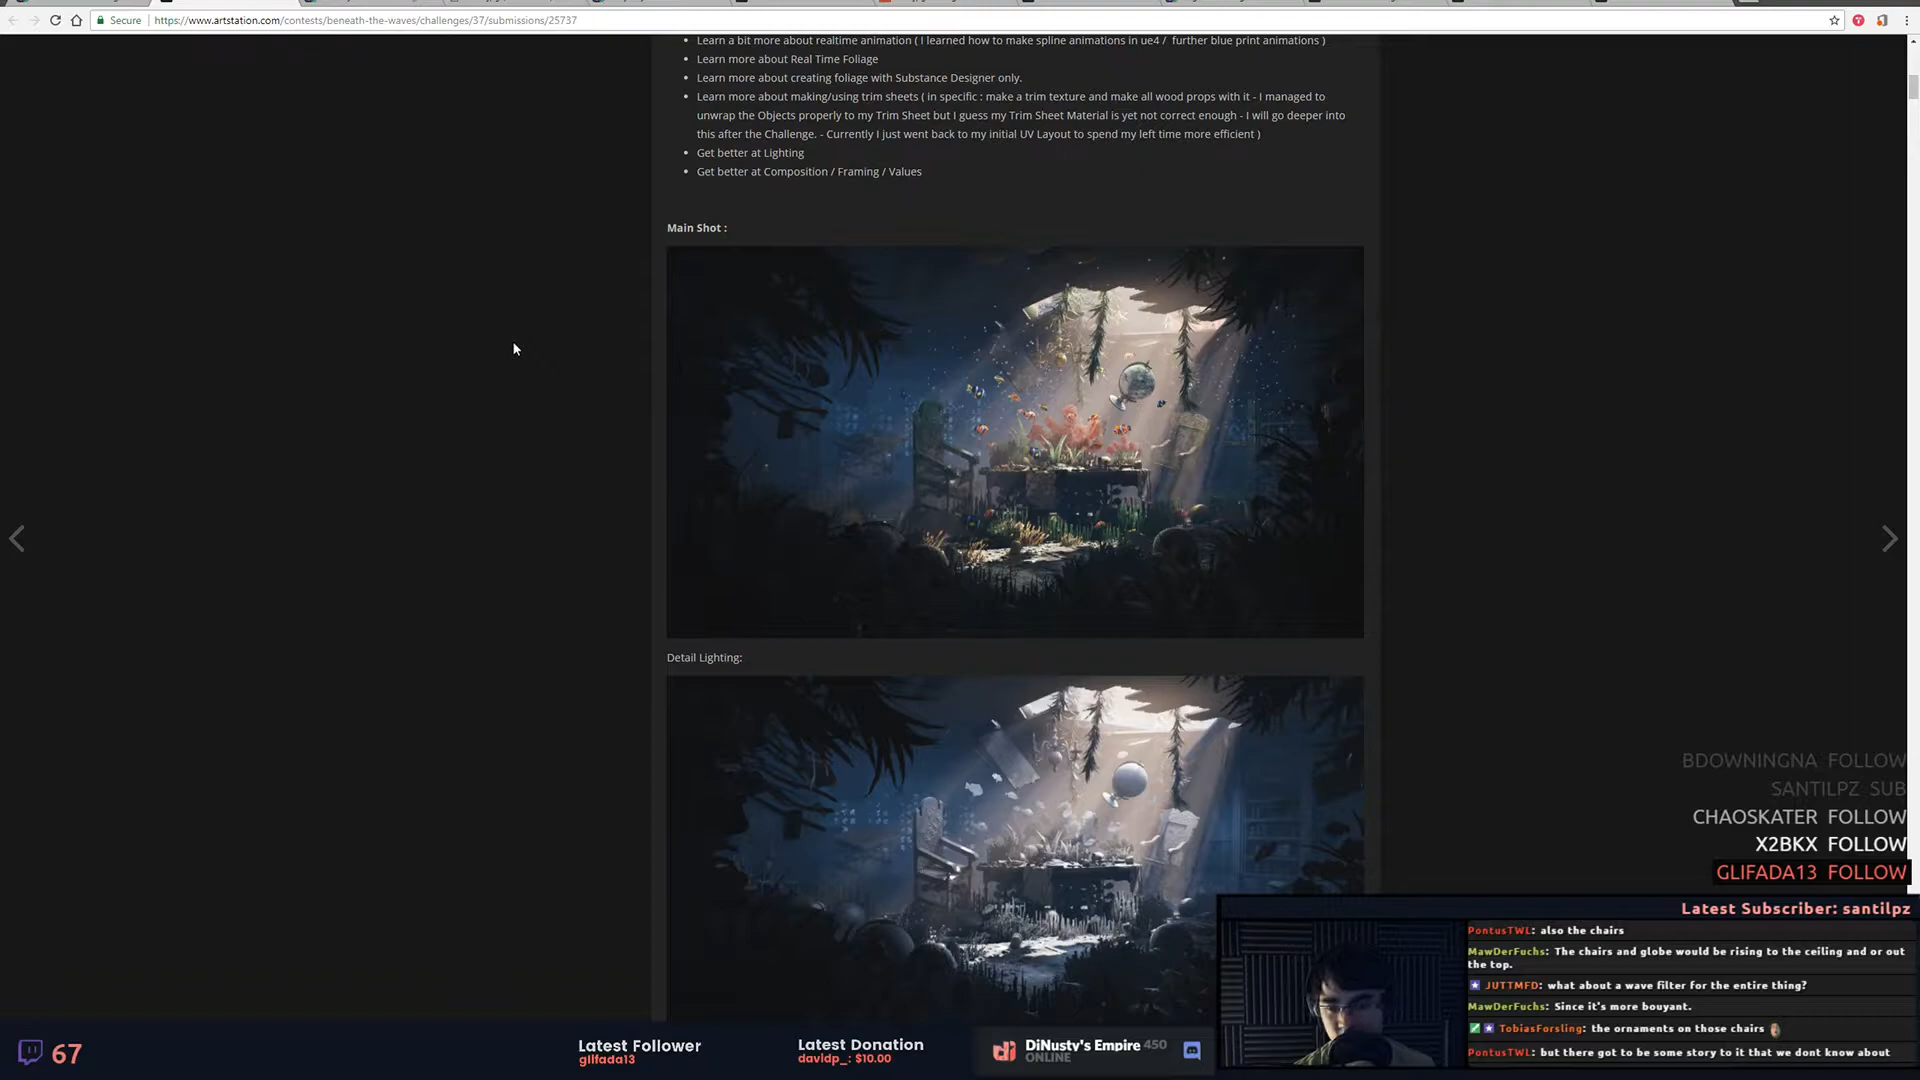 Secure
https://www.artstation.com/contests/beneath-the-waves/challenges/37/submissions/25737
Learn a bit more about realtime animation ( I learned how to make spline animations in ue4 / further blue print animations )
Learn more about Real Time Foliage
Learn more about creating foliage with Substance Designer only.
Learn more about making/using trim sheets ( in specific : make a trim texture and make all wood props with it - I managed to
unwrap the Objects properly to my Trim Sheet but I guess my Trim Sheet Material is yet not correct enough - I will go deeper into
this after the Challenge. - Currently I just went back to my initial UV Layout to spend my left time more efficient )
Get better at Lighting
Get better at Composition / Framing / Values
Main Shot :
Detail Lighting:
BDOWNINGNA FOLLOW
SANTILPZ SUB
CHAOSKATER FOLLOW
X2BKX FOLLOW
GLIFADA13 FOLLOW
Latest Subscriber: santilpz
PontusTWL: also the chairs
MawDerFuchs: The chairs and globe would be rising to the ceiling and or out
the top.
JUTTMFD: what about a wave filter for the entire thing?
MawDerFuchs: Since it's more bouyant.
TobiasForsling: the ornaments on those chairs
PontusTWL: but there got to be some story to it that we dont know about
67
Latest Follower
glifada13
Latest Donation
davidp_: $10.00
DiNusty's Empire 450
ONLINE